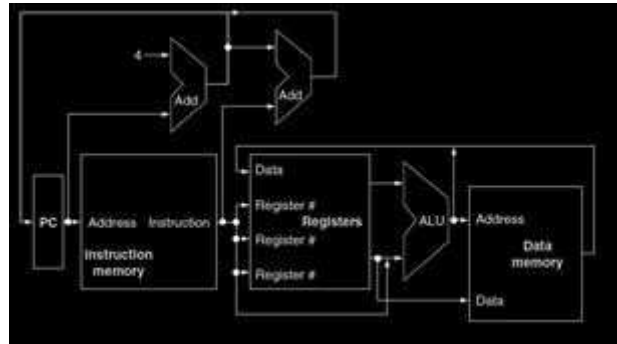 4
Add
Add
Data
PC
Address Instruction
Instruction
memory
Register #
Registers
Register #
Register #
ALU
Address
Data
memory
Data